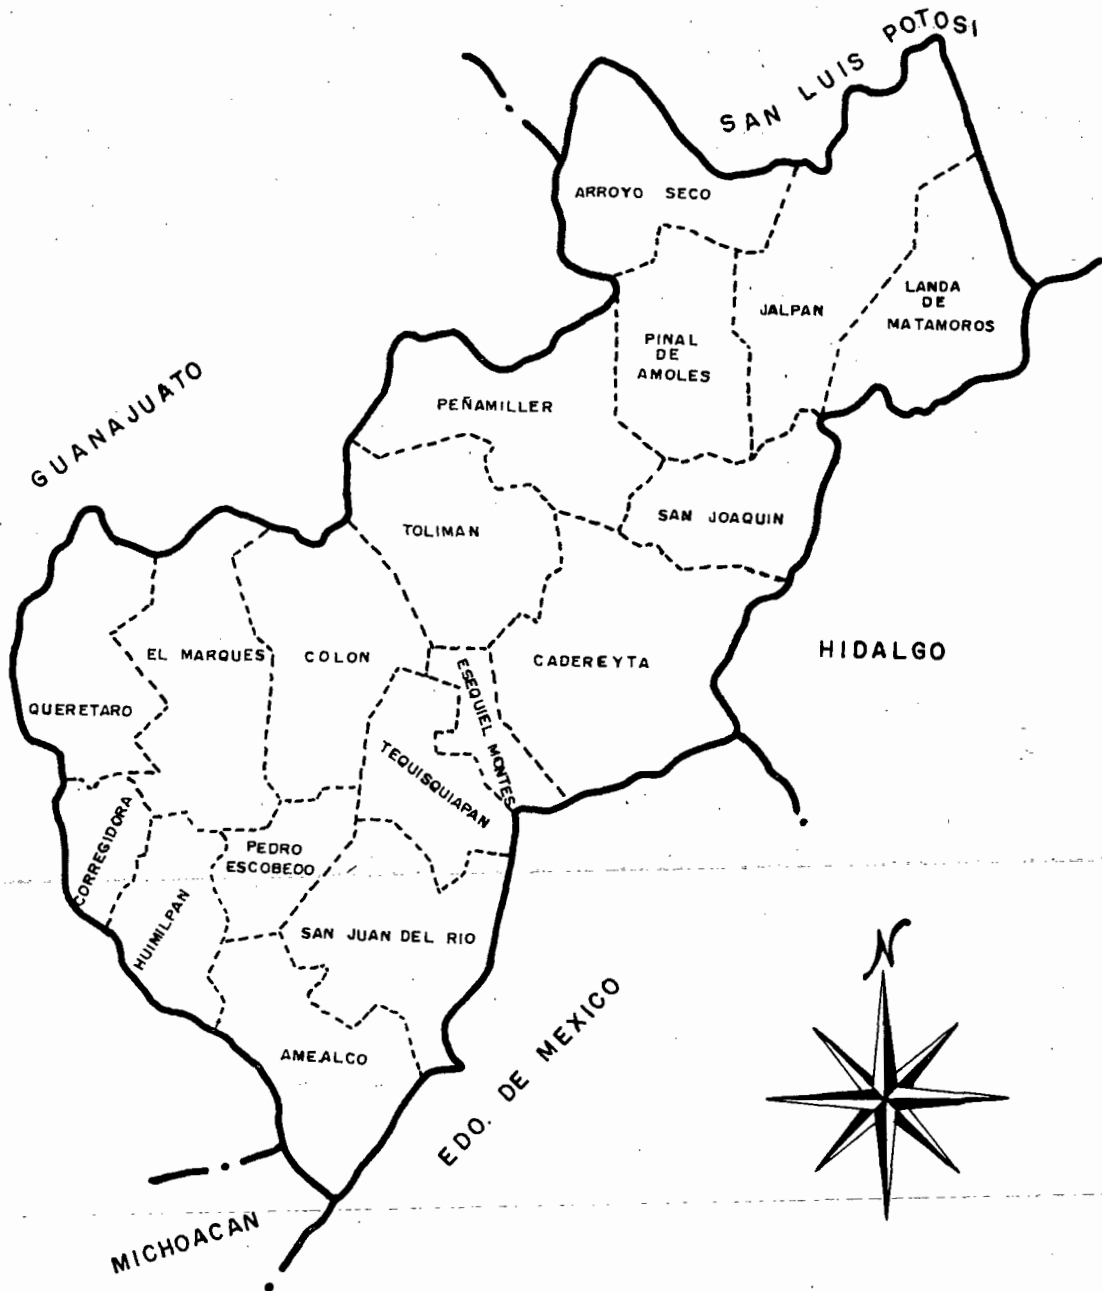 SAN LUIS POTOSI
ARROYO SECO
LANDA
DE
MATAMOROS
JALPAN
PINAL
DE
AMOLES
GUANAJUATO
PEÑAMILLER
SAN JOAQUIN
TOLIMAN
HIDALGO
EL MARQUES
COLON
CADEREYTA
ESEQUIEL MONTES
QUERETARO
TEQUISQUIAPAN
CORREGIDORA
PEDRO
ESCOBEDO
HUIMILPAN
SAN JUAN DEL RIO
N
EDO. DE MEXICO
AMEALCO
MICHOACAN